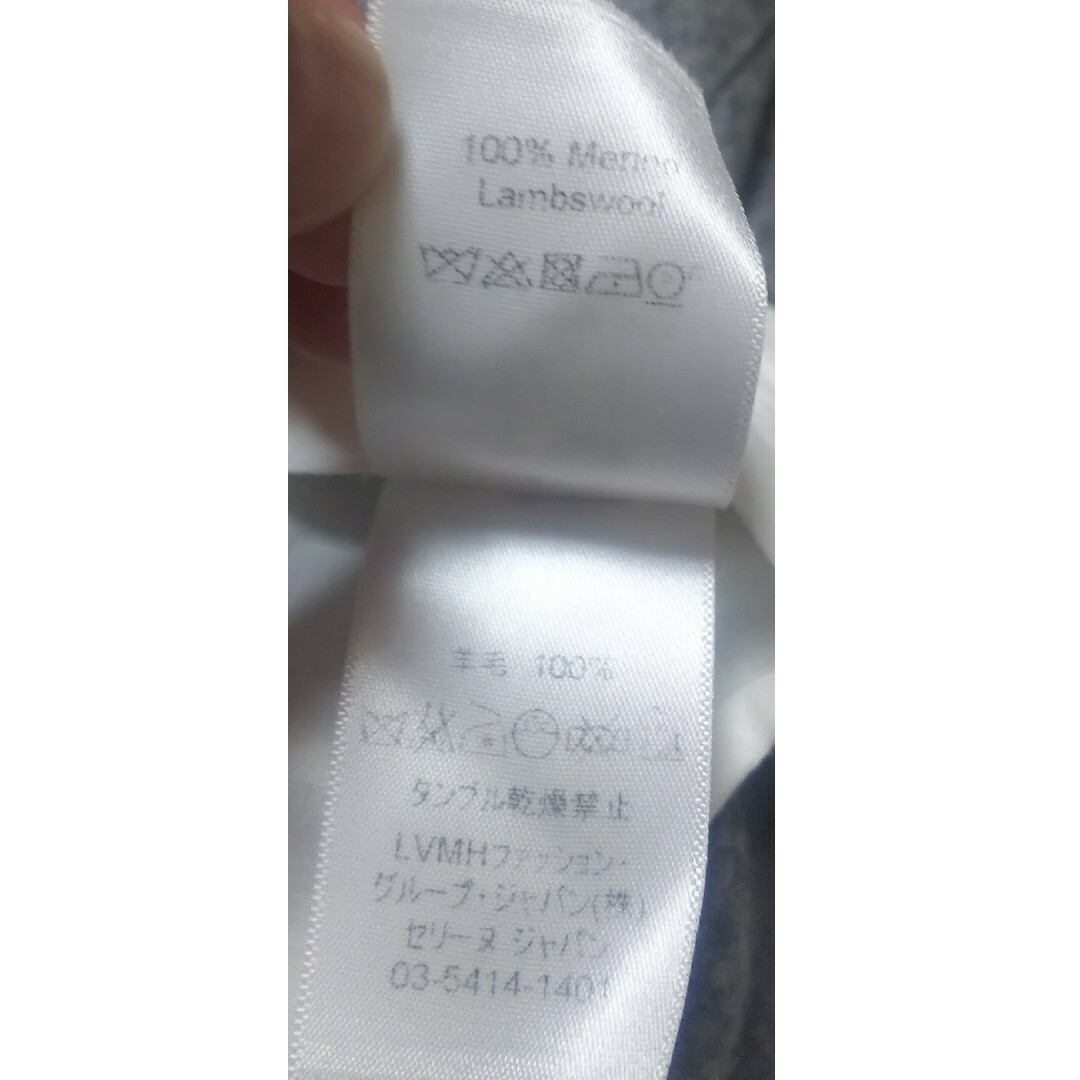 100% Merino
Lambswool
羊毛 100%
タンブル乾燥禁止
LVMHファッション・
グループ・ジャパン(株)
セリーヌ ジャパン
03-5414-1401